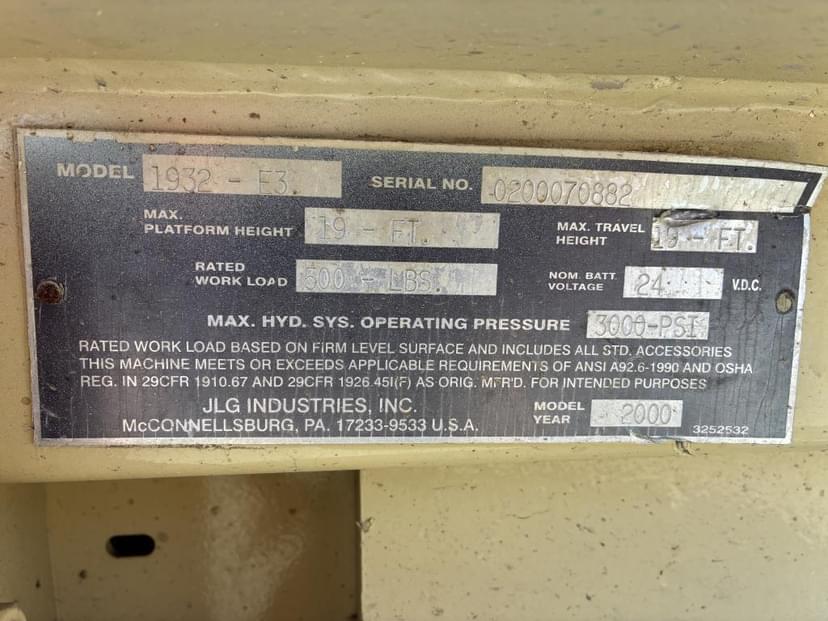 MODEL 1932 - E3. SERIAL NO. 0200070882
MAX. PLATFORM HEIGHT 19 - FT. MAX. TRAVEL HEIGHT 19 - FT.
RATED WORK LOAD 500 - LBS. NOM. BATT. VOLTAGE 24 V.D.C.
MAX. HYD. SYS. OPERATING PRESSURE 3000-PSI
RATED WORK LOAD BASED ON FIRM LEVEL SURFACE AND INCLUDES ALL STD. ACCESSORIES
THIS MACHINE MEETS OR EXCEEDS APPLICABLE REQUIREMENTS OF ANSI A92.6-1990 AND OSHA
REG. IN 29CFR 1910.67 AND 29CFR 1926.451(F) AS ORIG. MFR'D. FOR INTENDED PURPOSES
JLG INDUSTRIES, INC. MODEL YEAR 2000
McCONNELLSBURG, PA. 17233-9533 U.S.A. 3252532